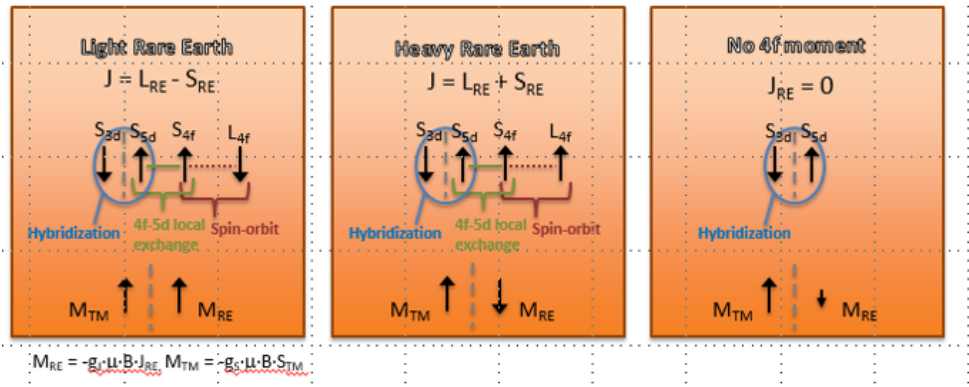 Light Rare Earth
J = L_RE - S_RE
S_3d S_5d S_4f L_4f
Hybridization
4f-5d local exchange
Spin-orbit
M_TM M_RE
Heavy Rare Earth
J = L_RE + S_RE
S_3d S_5d S_4f L_4f
Hybridization
4f-5d local exchange
Spin-orbit
M_TM M_RE
No 4f moment
J_RE = 0
S_3d S_5d
Hybridization
M_TM M_RE
M_RE = -g_J·μ·B·J_RE, M_TM = -g_S·μ·B·S_TM